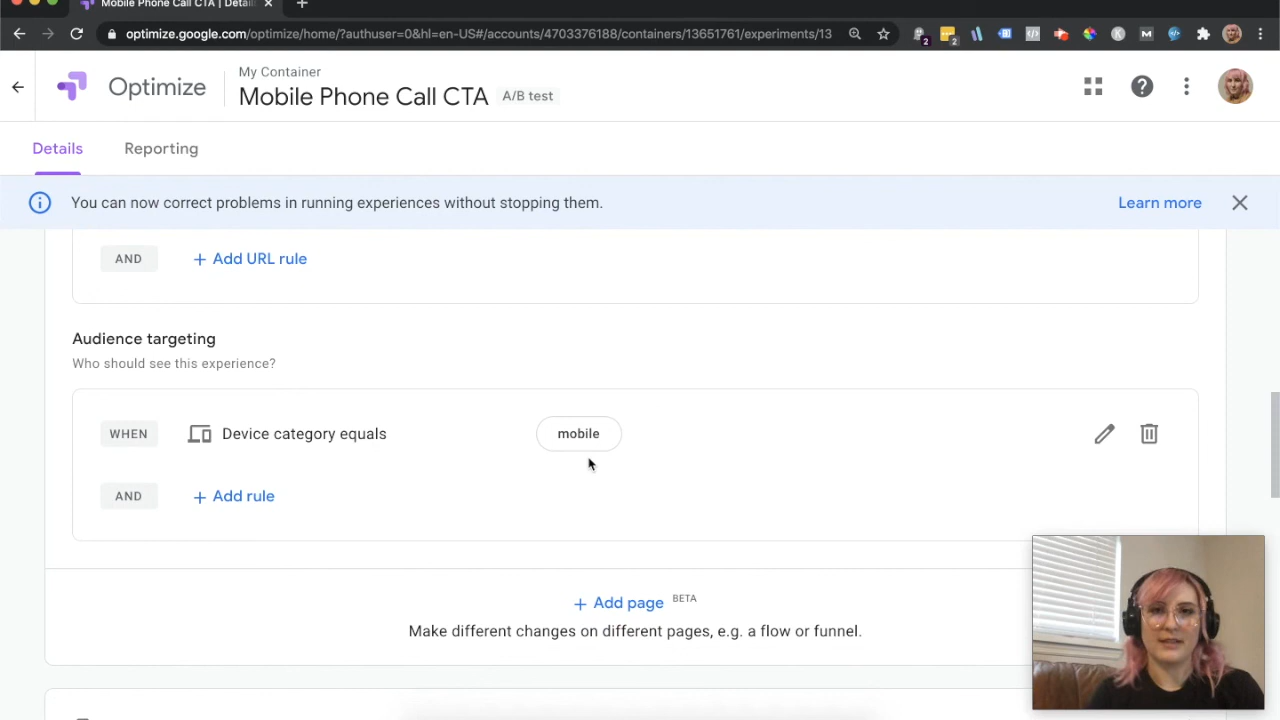 Mobile Phone Call CTA | Detail
optimize.google.com/optimize/home/?authuser=0&hl=en-US#/accounts/4703376188/containers/13651761/experiments/13
2
2
Optimize
My Container
Mobile Phone Call CTA
A/B test
Details
Reporting
You can now correct problems in running experiences without stopping them.
Learn more
AND
+ Add URL rule
Audience targeting
Who should see this experience?
WHEN
Device category equals
mobile
AND
+ Add rule
+ Add page BETA
Make different changes on different pages, e.g. a flow or funnel.